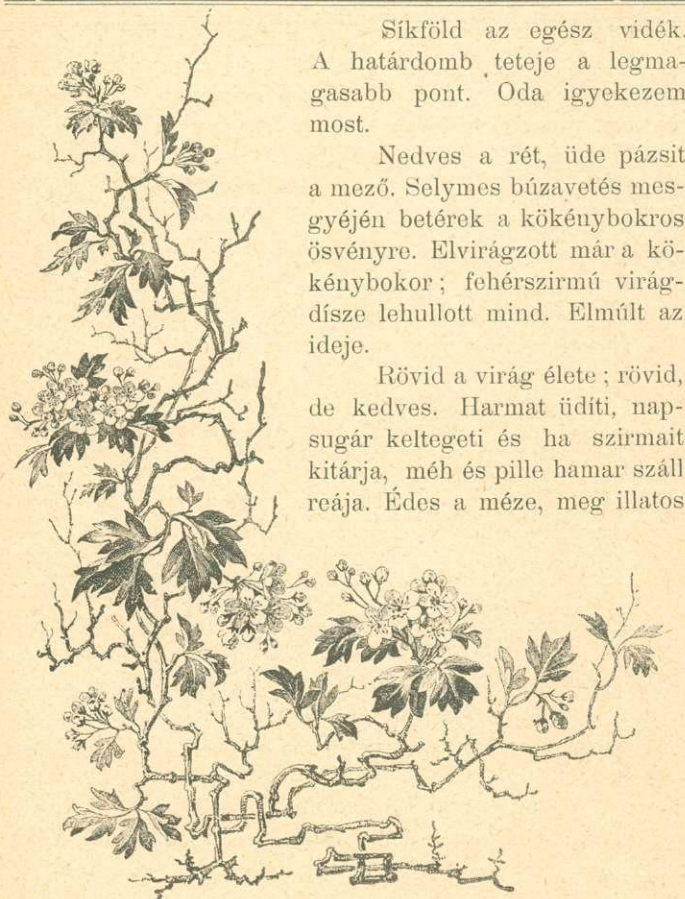 Síkföld az egész vidék.
A határdomb teteje a legma-
gasabb pont. Oda igyekezem
most.
Nedves a rét, üde pázsit
a mező. Selymes búzavetés mes-
gyéjén betérek a kökénybokros
ösvényre. Elvirágzott már a kö-
kénybokor; fehérszirmú virág-
dísze lehullott mind. Elmúlt az
ideje.
Rövid a virág élete; rövid,
de kedves. Harmat üdíti, nap-
sugár keltegeti és ha szirmait
kitárja, méh és pille hamar száll
reája. Édes a méze, meg illatos